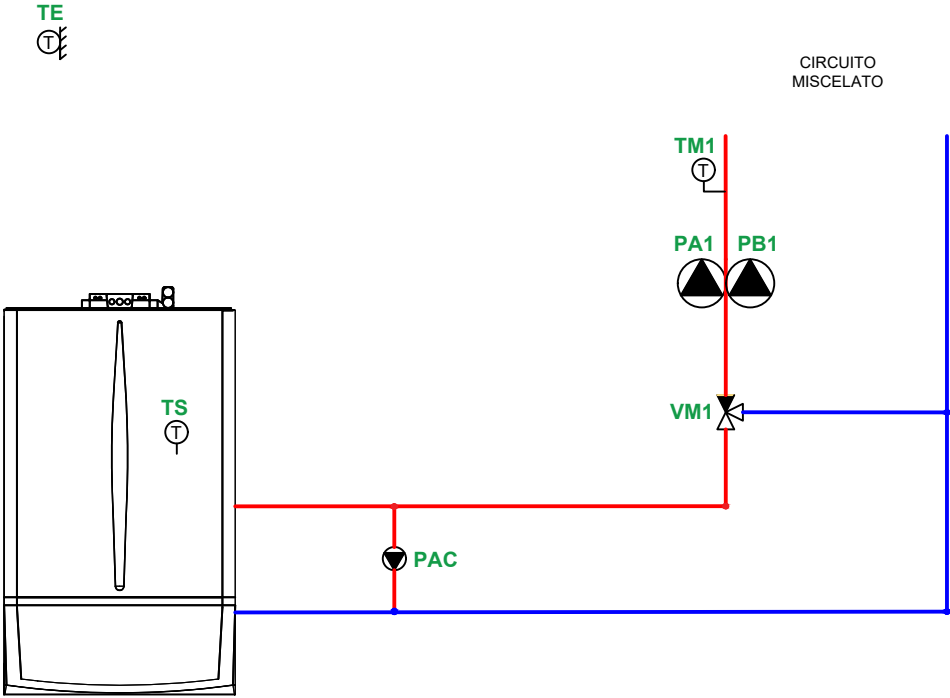 TE
T
CIRCUITO
MISCELATO
TM1
T
PA1 PB1
TS
T
VM1
PAC